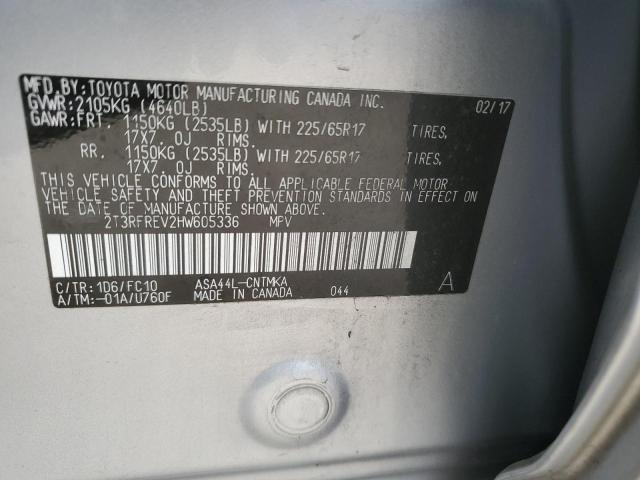 MFD.BY:TOYOTA MOTOR MANUFACTURING CANADA INC. 02/17
GVWR:2105KG (4640LB)
GAWR:FRT. 1150KG (2535LB) WITH 225/65R17 TIRES,
17X7.0J RIMS.
RR. 1150KG (2535LB) WITH 225/65R17 TIRES,
17X7.0J RIMS.
THIS VEHICLE CONFORMS TO ALL APPLICABLE FEDERAL MOTOR
VEHICLE SAFETY AND THEFT PREVENTION STANDARDS IN EFFECT ON
THE DATE OF MANUFACTURE SHOWN ABOVE.
2T3RFREV2HW605336 MPV
C/TR:1D6/FC10 ASA44L-CNTMKA A
A/TM:-01A/U760F MADE IN CANADA 044